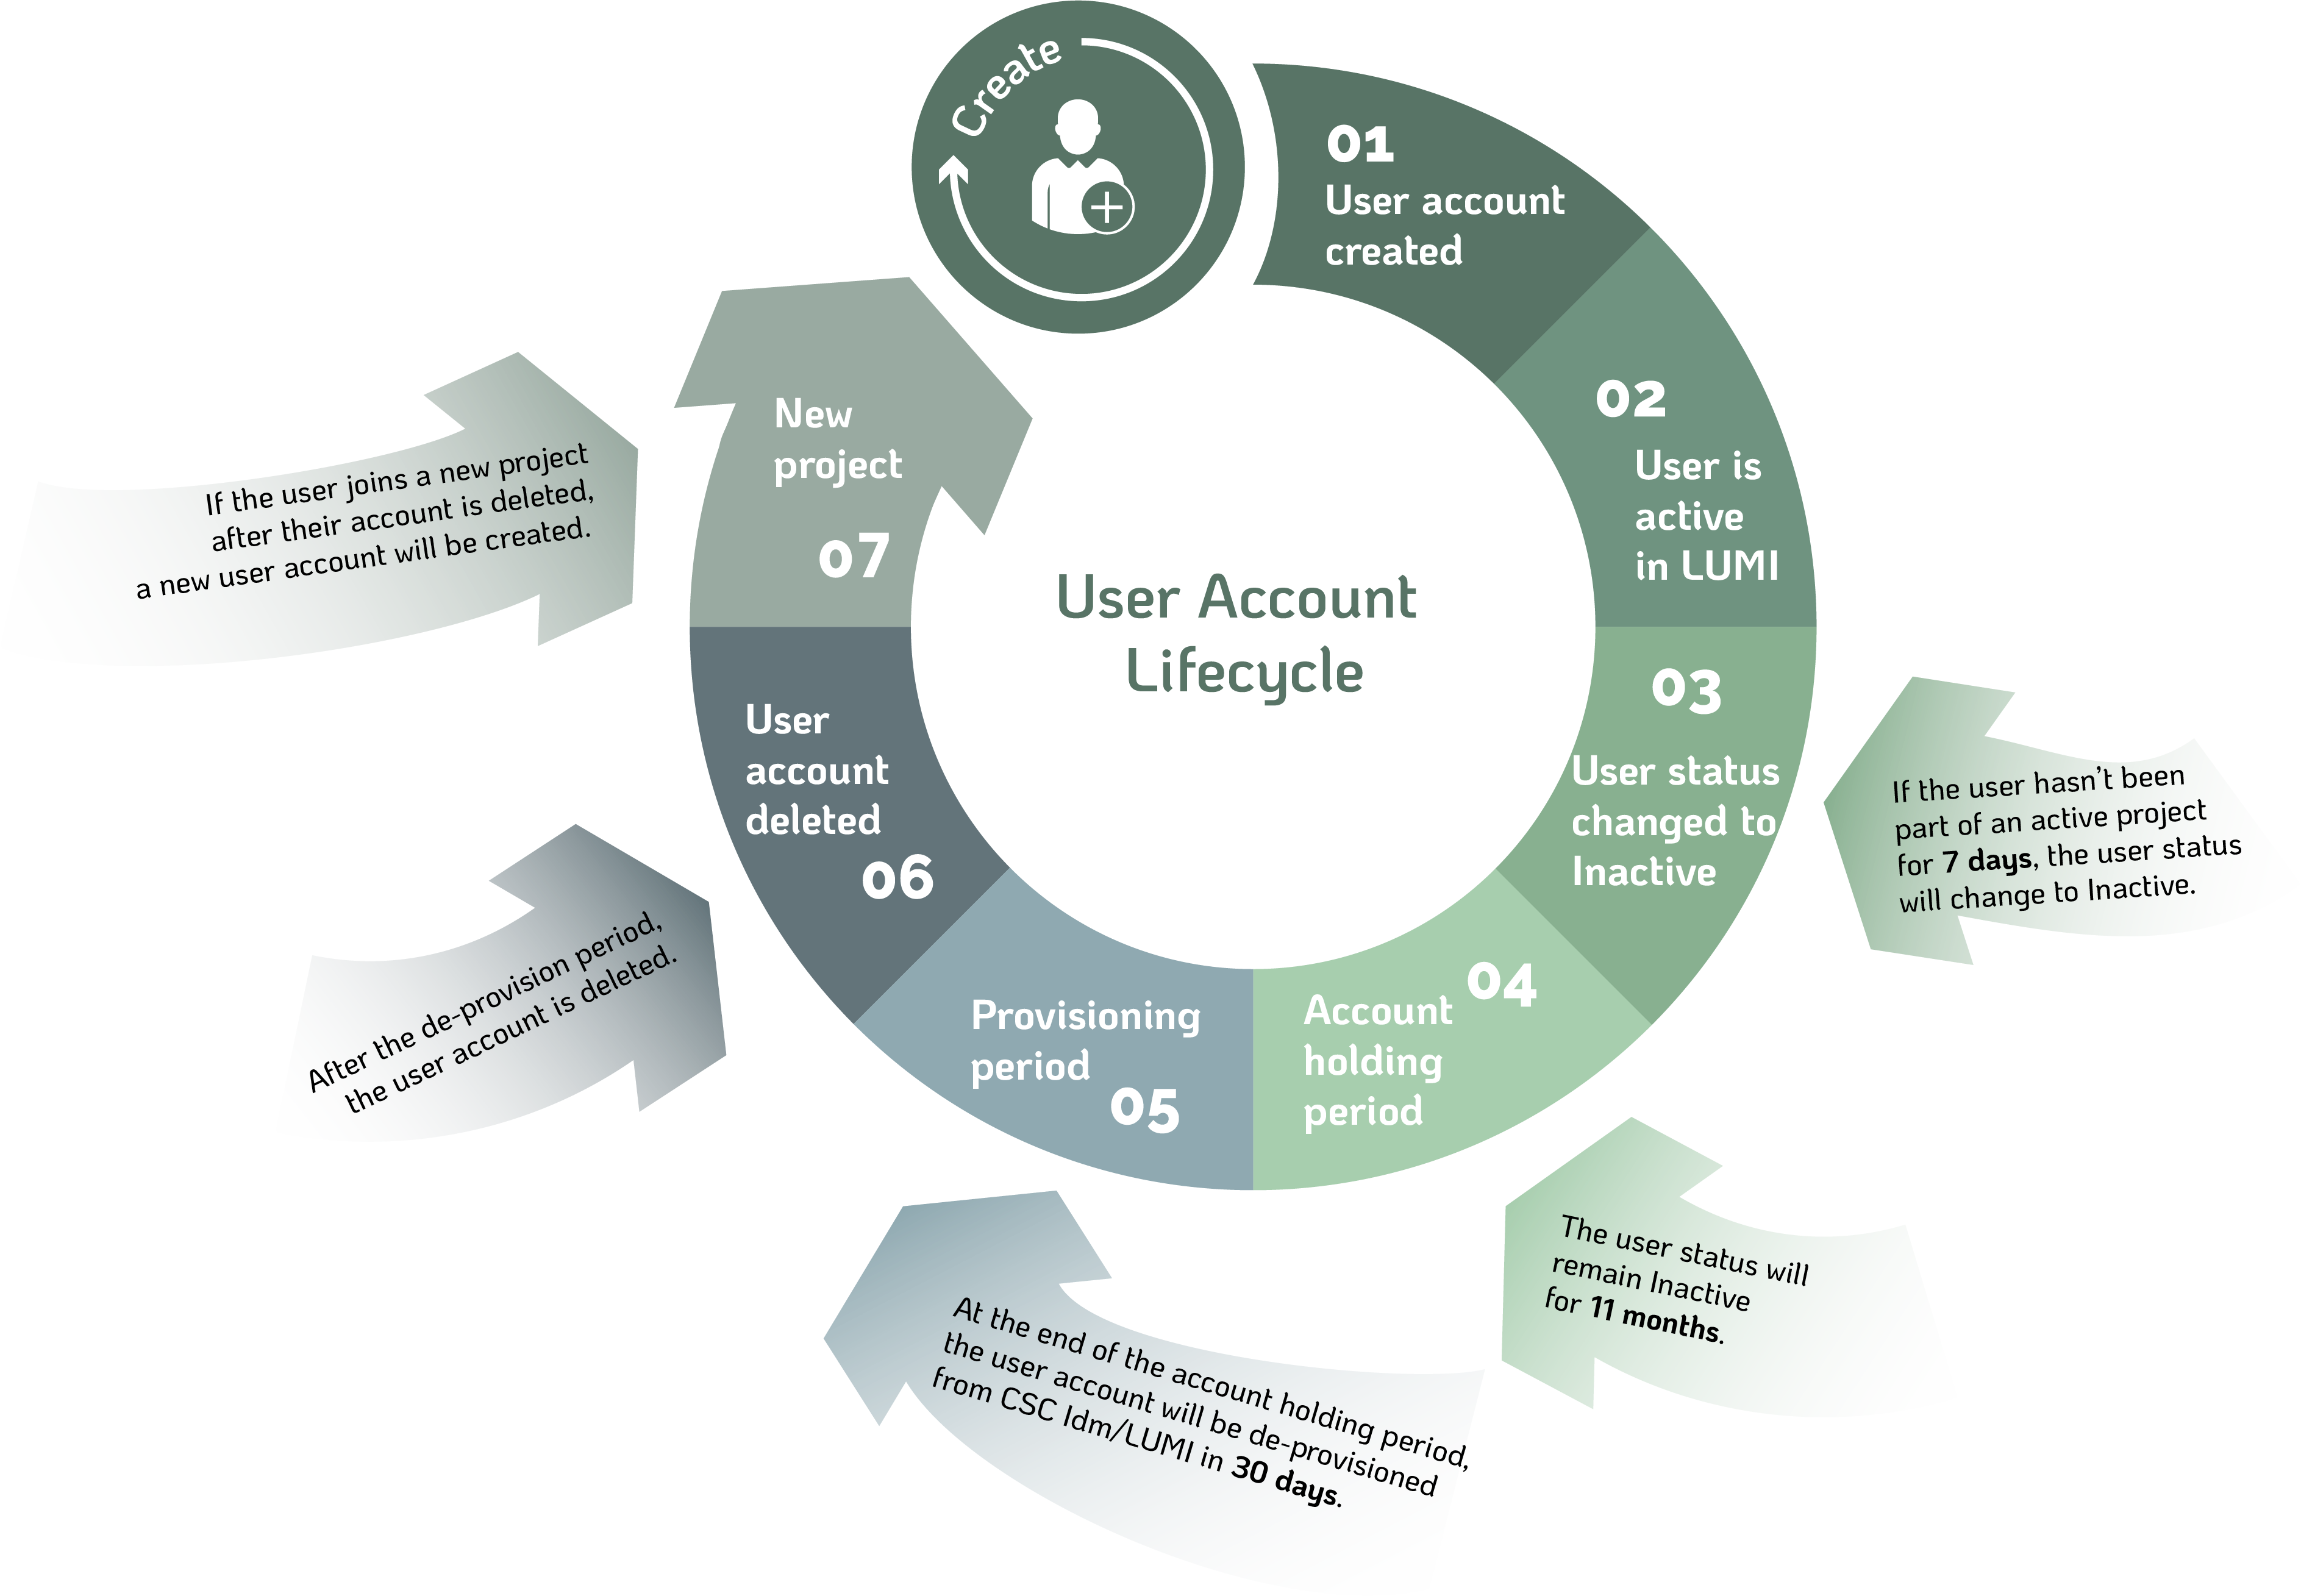 Create
01
User account
created
02
User is
active
in LUMI
03
User status
changed to
Inactive
If the user hasn't been
part of an active project
for 7 days, the user status
will change to Inactive.
04
Account
holding
period
The user status will
remain Inactive
for 11 months.
Provisioning
period
05
At the end of the account holding period,
the user account will be de-provisioned
from CSC Idm/LUMI in 30 days.
User
account
deleted
06
After the de-provision period,
the user account is deleted.
New
project
07
If the user joins a new project
after their account is deleted,
a new user account will be created.
User Account
Lifecycle